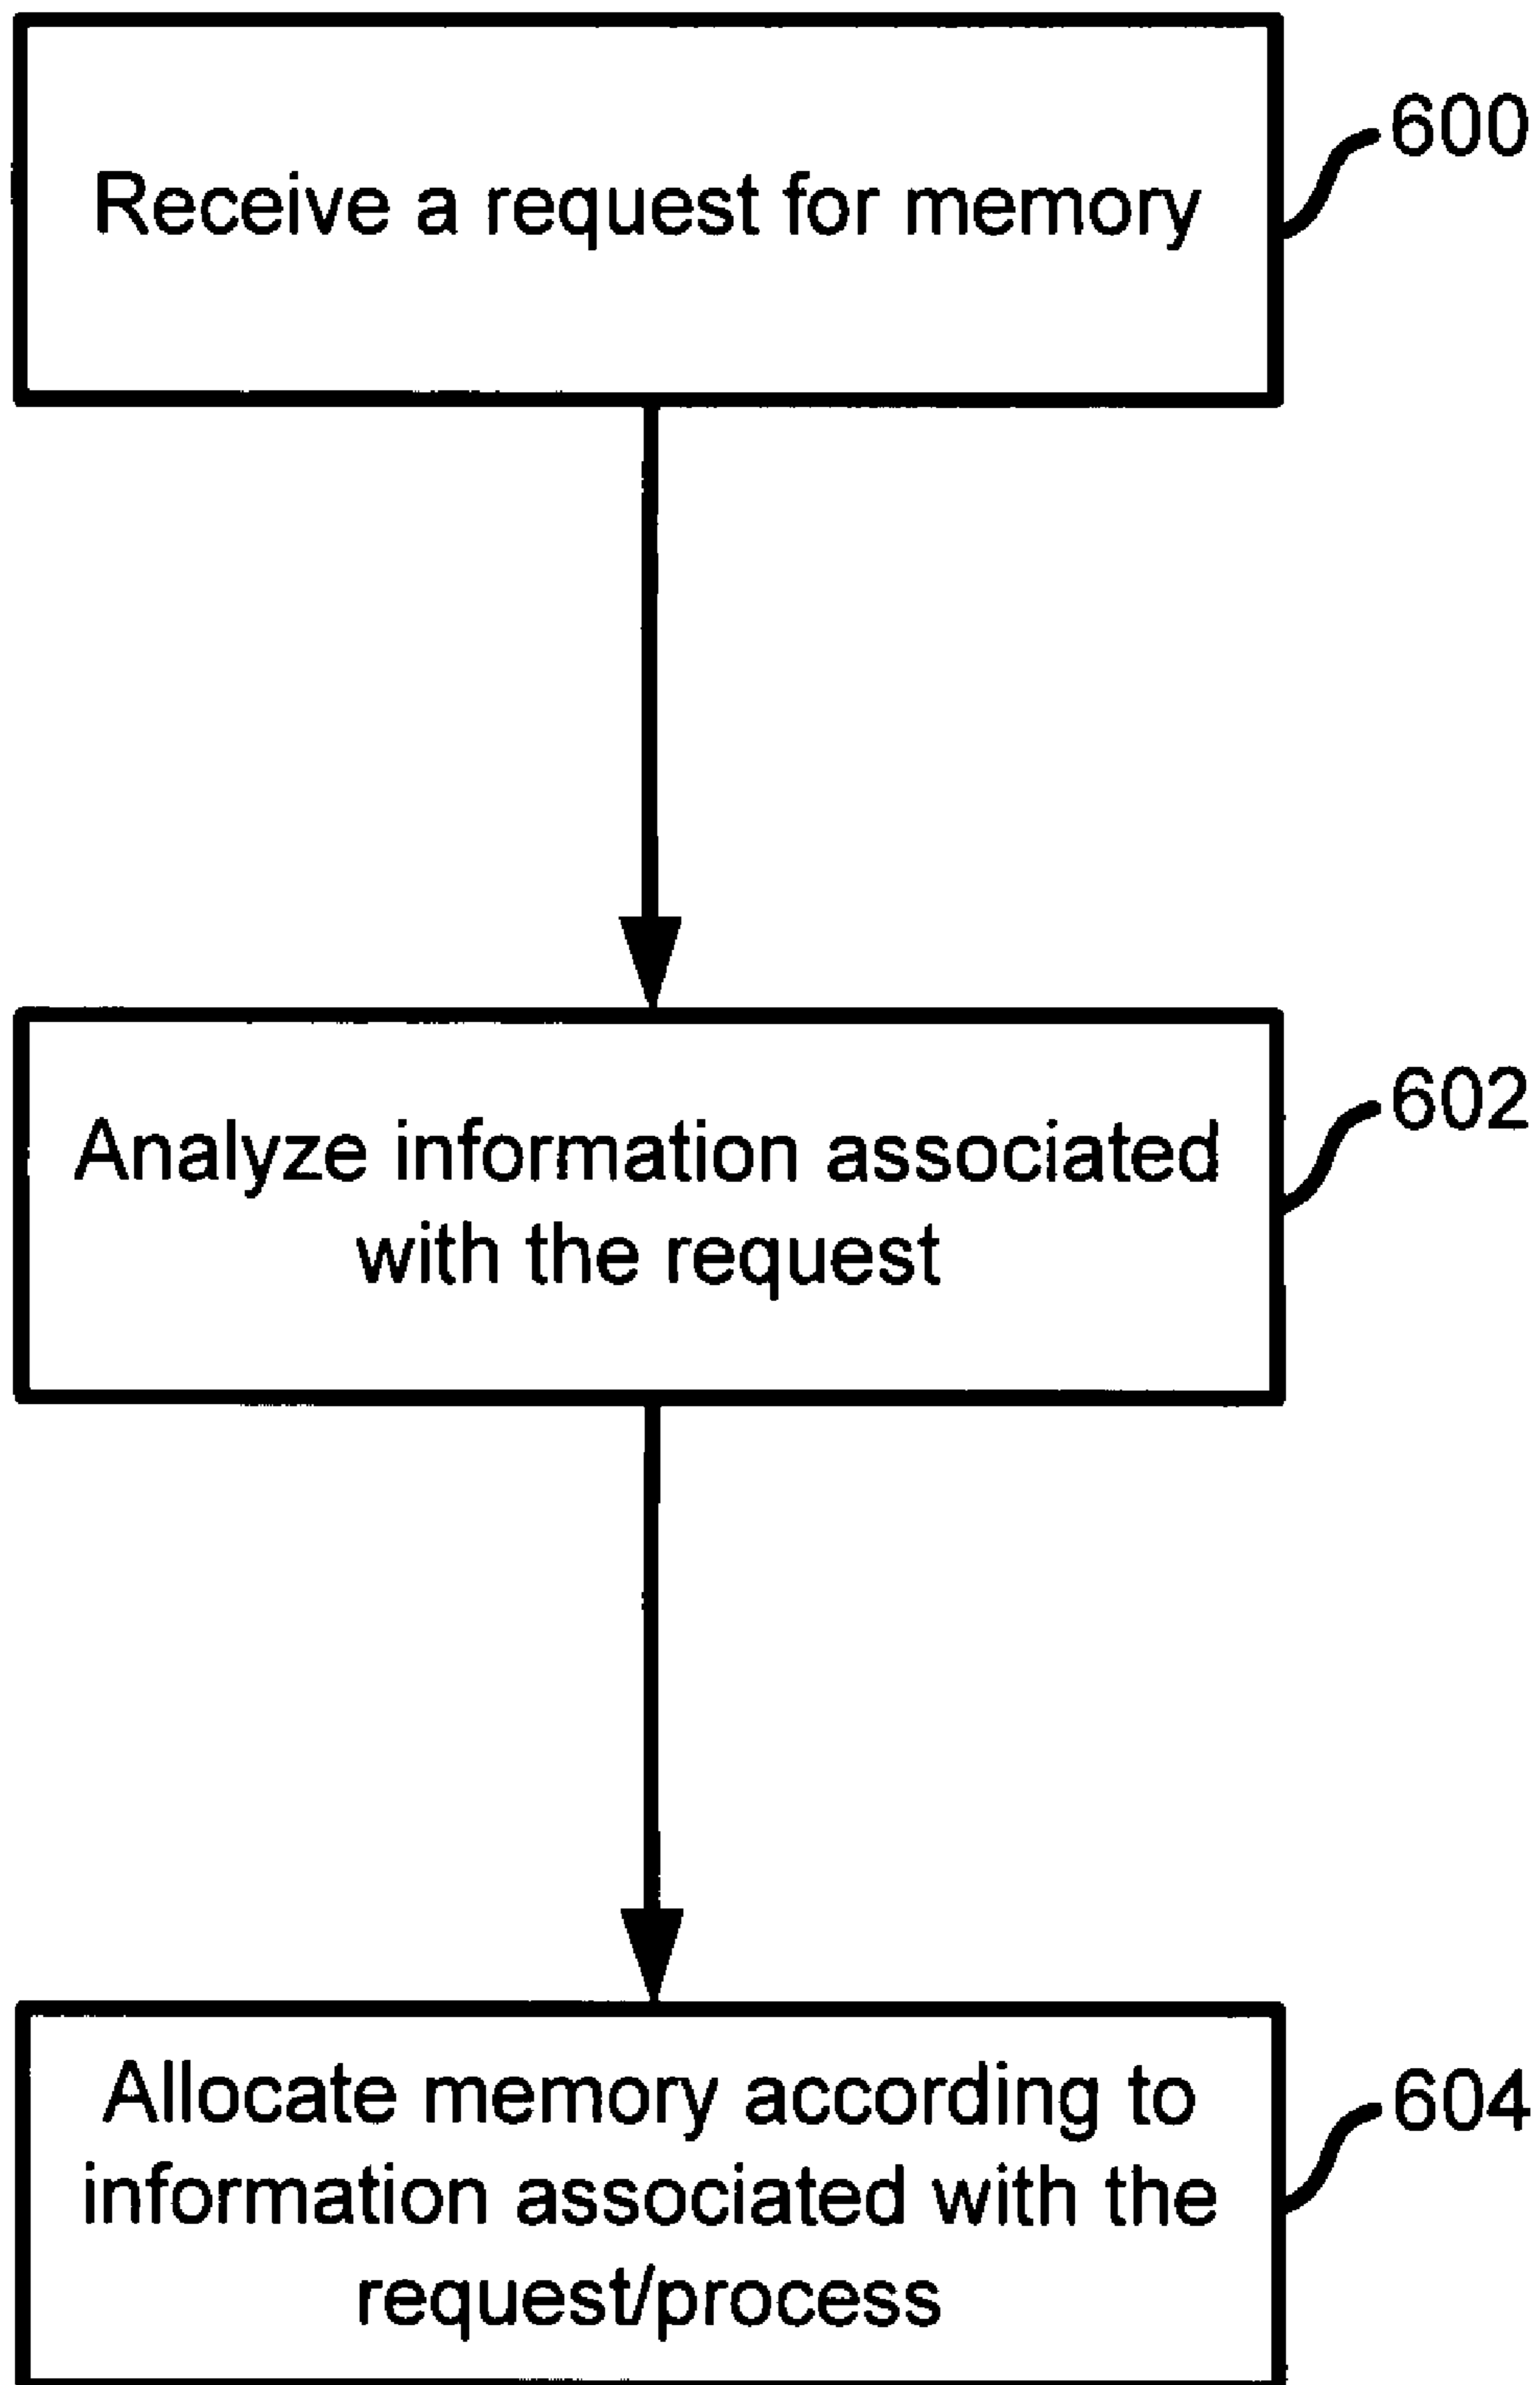 Receive a request for memory
600
Analyze information associated
with the request
602
Allocate memory according to
information associated with the
request/process
604